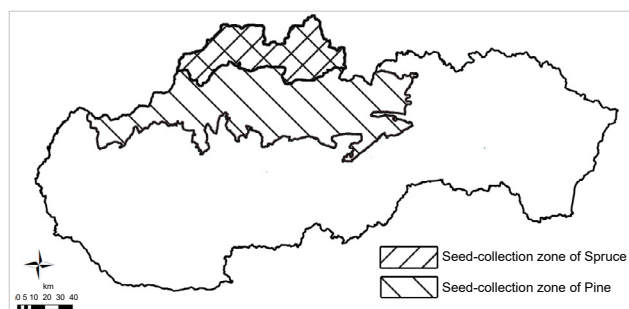 Seed-collection zone of Spruce
Seed-collection zone of Pine
km
0 5 10 20 30 40